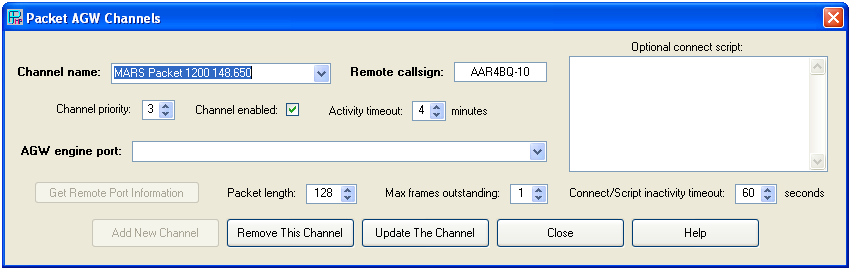 Packet AGW Channels
Optional connect script:
Channel name: MARS Packet 1200 148.650 Remote callsign: AAR4BQ-10
Channel priority: 3 Channel enabled: Activity timeout: 4 minutes
AGW engine port:
Get Remote Port Information Packet length: 128 Max frames outstanding: 1 Connect/Script inactivity timeout: 60 seconds
Add New Channel Remove This Channel Update The Channel Close Help